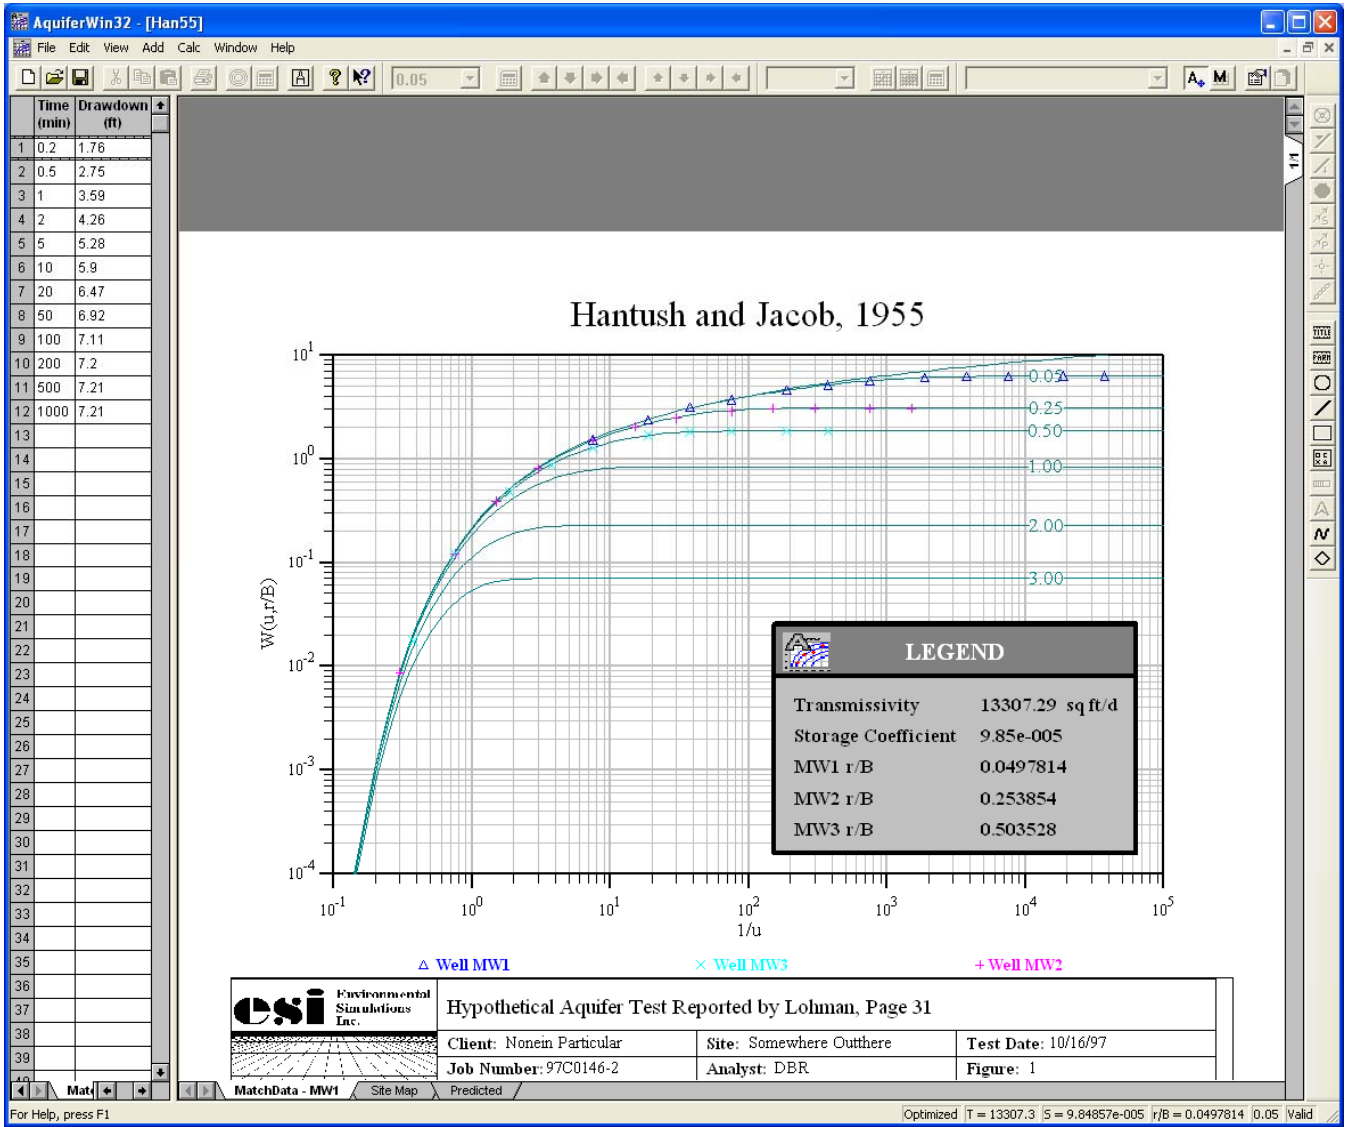 AquiferWin32 - [Han55]
File Edit View Add Calc Window Help
0.05
A M
Time (min) Drawdown (ft)
1 0.2 1.76
2 0.5 2.75
3 1 3.59
4 2 4.26
5 5 5.28
6 10 5.9
7 20 6.47
8 50 6.92
9 100 7.11
10 200 7.2
11 500 7.21
12 1000 7.21
13
14
15
16
17
18
19
20
21
22
23
24
25
26
27
28
29
30
31
32
33
34
35
36
37
38
39
1/1
TITLE
PARM
Hantush and Jacob, 1955
W(u,r/B)
10^1
10^0
10^-1
10^-2
10^-3
10^-4
0.05
0.25
0.50
1.00
2.00
3.00
LEGEND
Transmissivity 13307.29 sq ft/d
Storage Coefficient 9.85e-005
MW1 r/B 0.0497814
MW2 r/B 0.253854
MW3 r/B 0.503528
10^-1 10^0 10^1 10^2 10^3 10^4 10^5
1/u
Well MW1 Well MW3 Well MW2
esi Environmental Simulations Inc.
Hypothetical Aquifer Test Reported by Lohman, Page 31
Client: Nonein Particular Site: Somewhere Outthere Test Date: 10/16/97
Job Number: 97C0146-2 Analyst: DBR Figure: 1
MatchData - MW1 Site Map Predicted
For Help, press F1
Optimized T = 13307.3 S = 9.84857e-005 r/B = 0.0497814 0.05 Valid